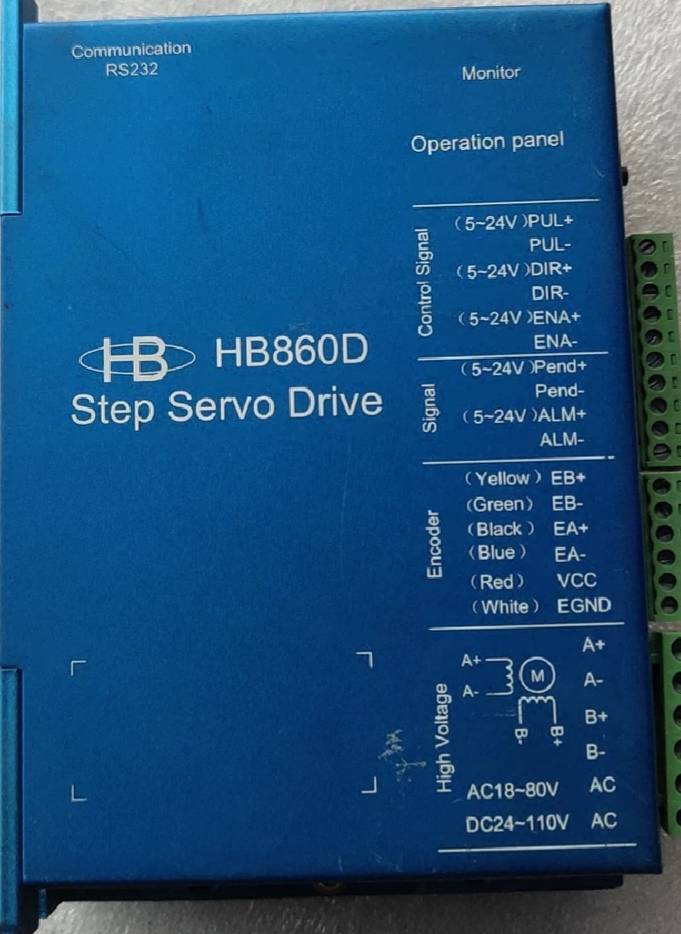 Communication
RS232
Monitor
Operation panel
Control Signal
(5~24V)PUL+
PUL-
(5~24V)DIR+
DIR-
(5~24V)ENA+
ENA-
HB HB860D
Step Servo Drive
Signal
(5~24V)Pend+
Pend-
(5~24V)ALM+
ALM-
Encoder
(Yellow) EB+
(Green) EB-
(Black) EA+
(Blue) EA-
(Red) VCC
(White) EGND
High Voltage
A+
A-
M
B-
B+
A+
A-
B+
B-
AC18~80V AC
DC24~110V AC